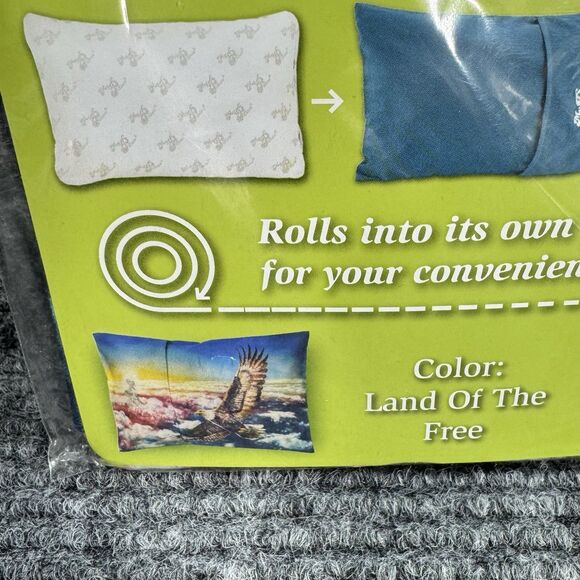 Rolls into its own
for your convenien
Color:
Land Of The
Free